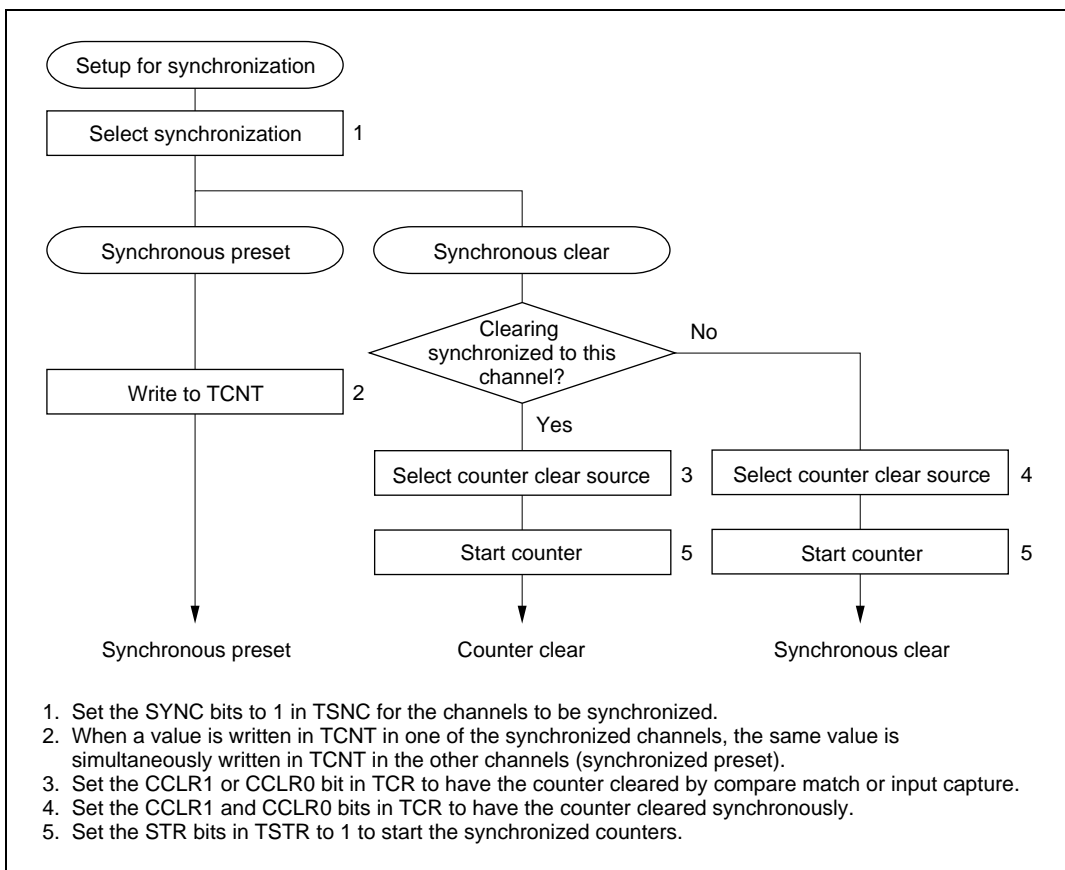 Setup for synchronization
Select synchronization 1
Synchronous preset
Synchronous clear
Clearing
synchronized to this
channel?
No
Yes
Write to TCNT 2
Select counter clear source 3
Select counter clear source 4
Start counter 5
Start counter 5
Synchronous preset
Counter clear
Synchronous clear
1. Set the SYNC bits to 1 in TSNC for the channels to be synchronized.
2. When a value is written in TCNT in one of the synchronized channels, the same value is
simultaneously written in TCNT in the other channels (synchronized preset).
3. Set the CCLR1 or CCLR0 bit in TCR to have the counter cleared by compare match or input capture.
4. Set the CCLR1 and CCLR0 bits in TCR to have the counter cleared synchronously.
5. Set the STR bits in TSTR to 1 to start the synchronized counters.